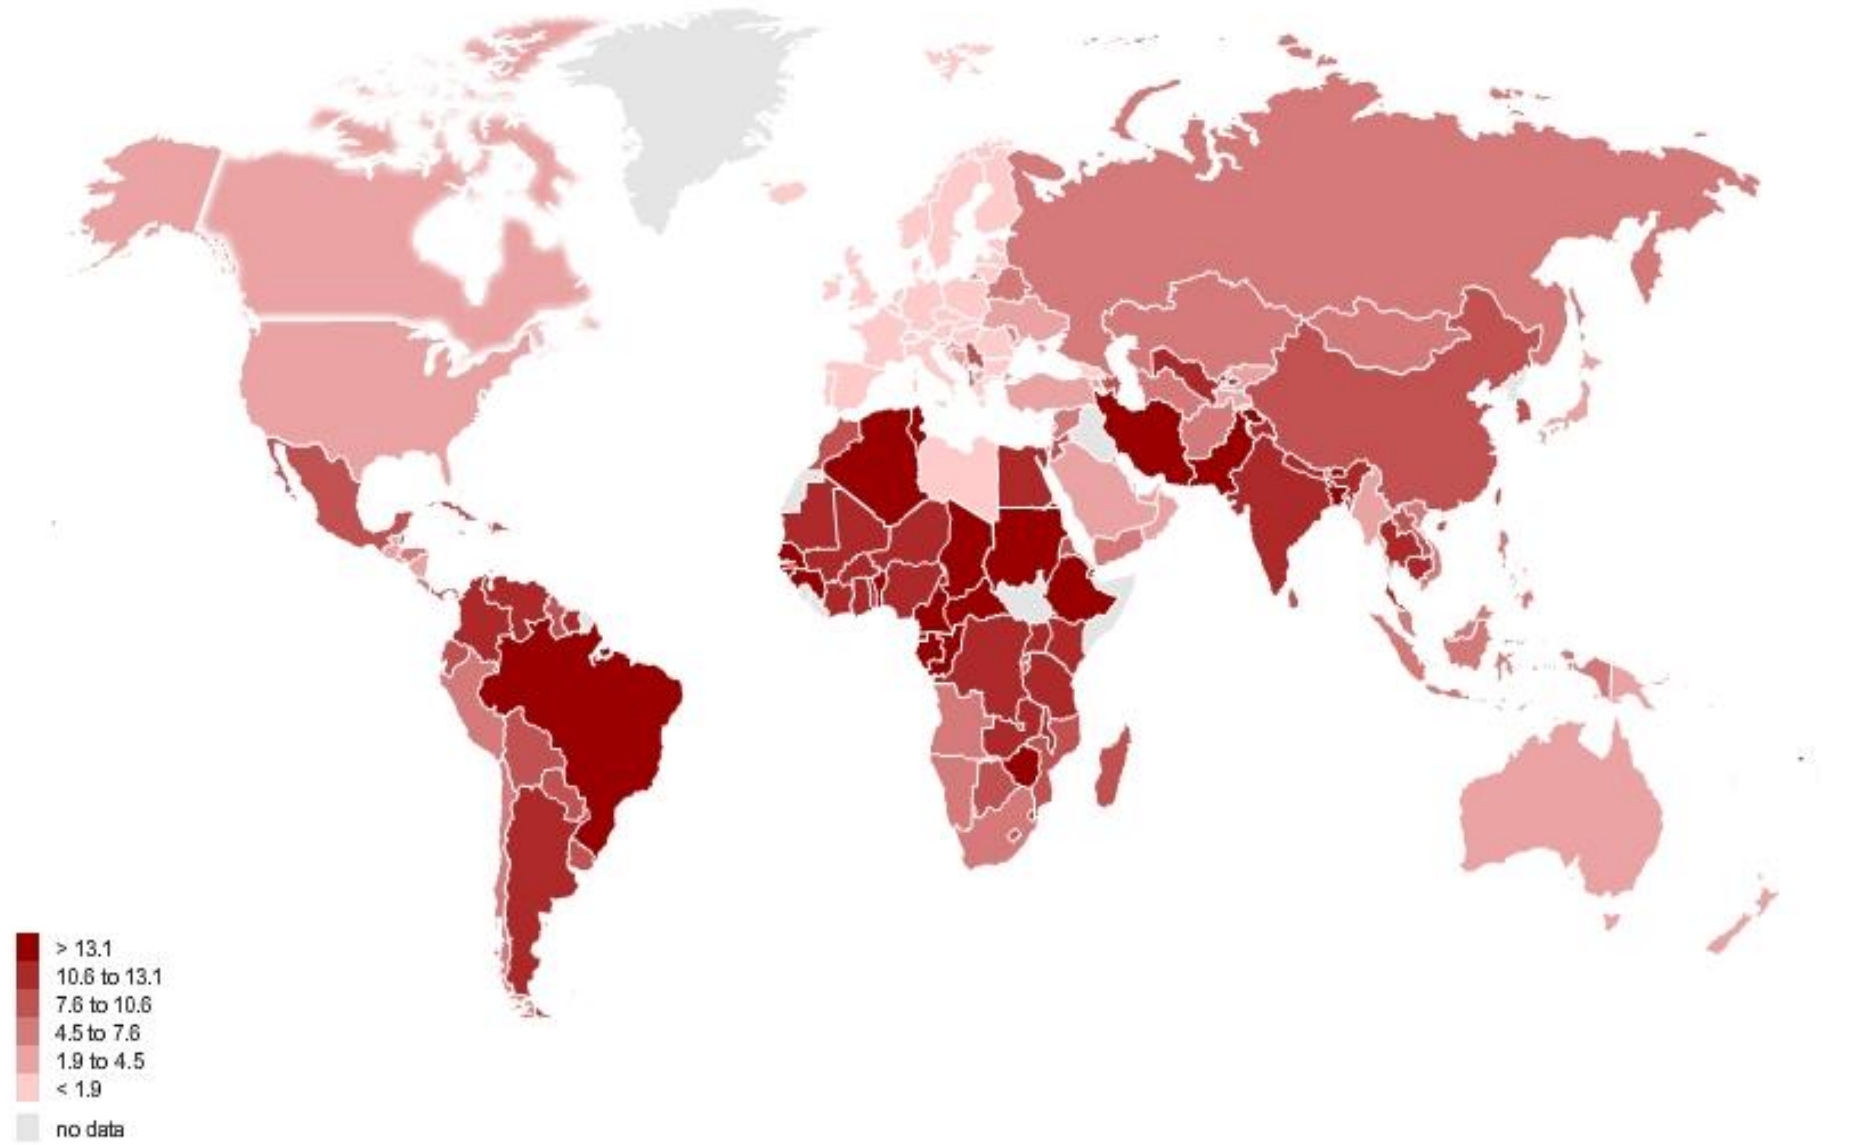 > 13.1
10.6 to 13.1
7.6 to 10.6
4.5 to 7.6
1.9 to 4.5
< 1.9
no data